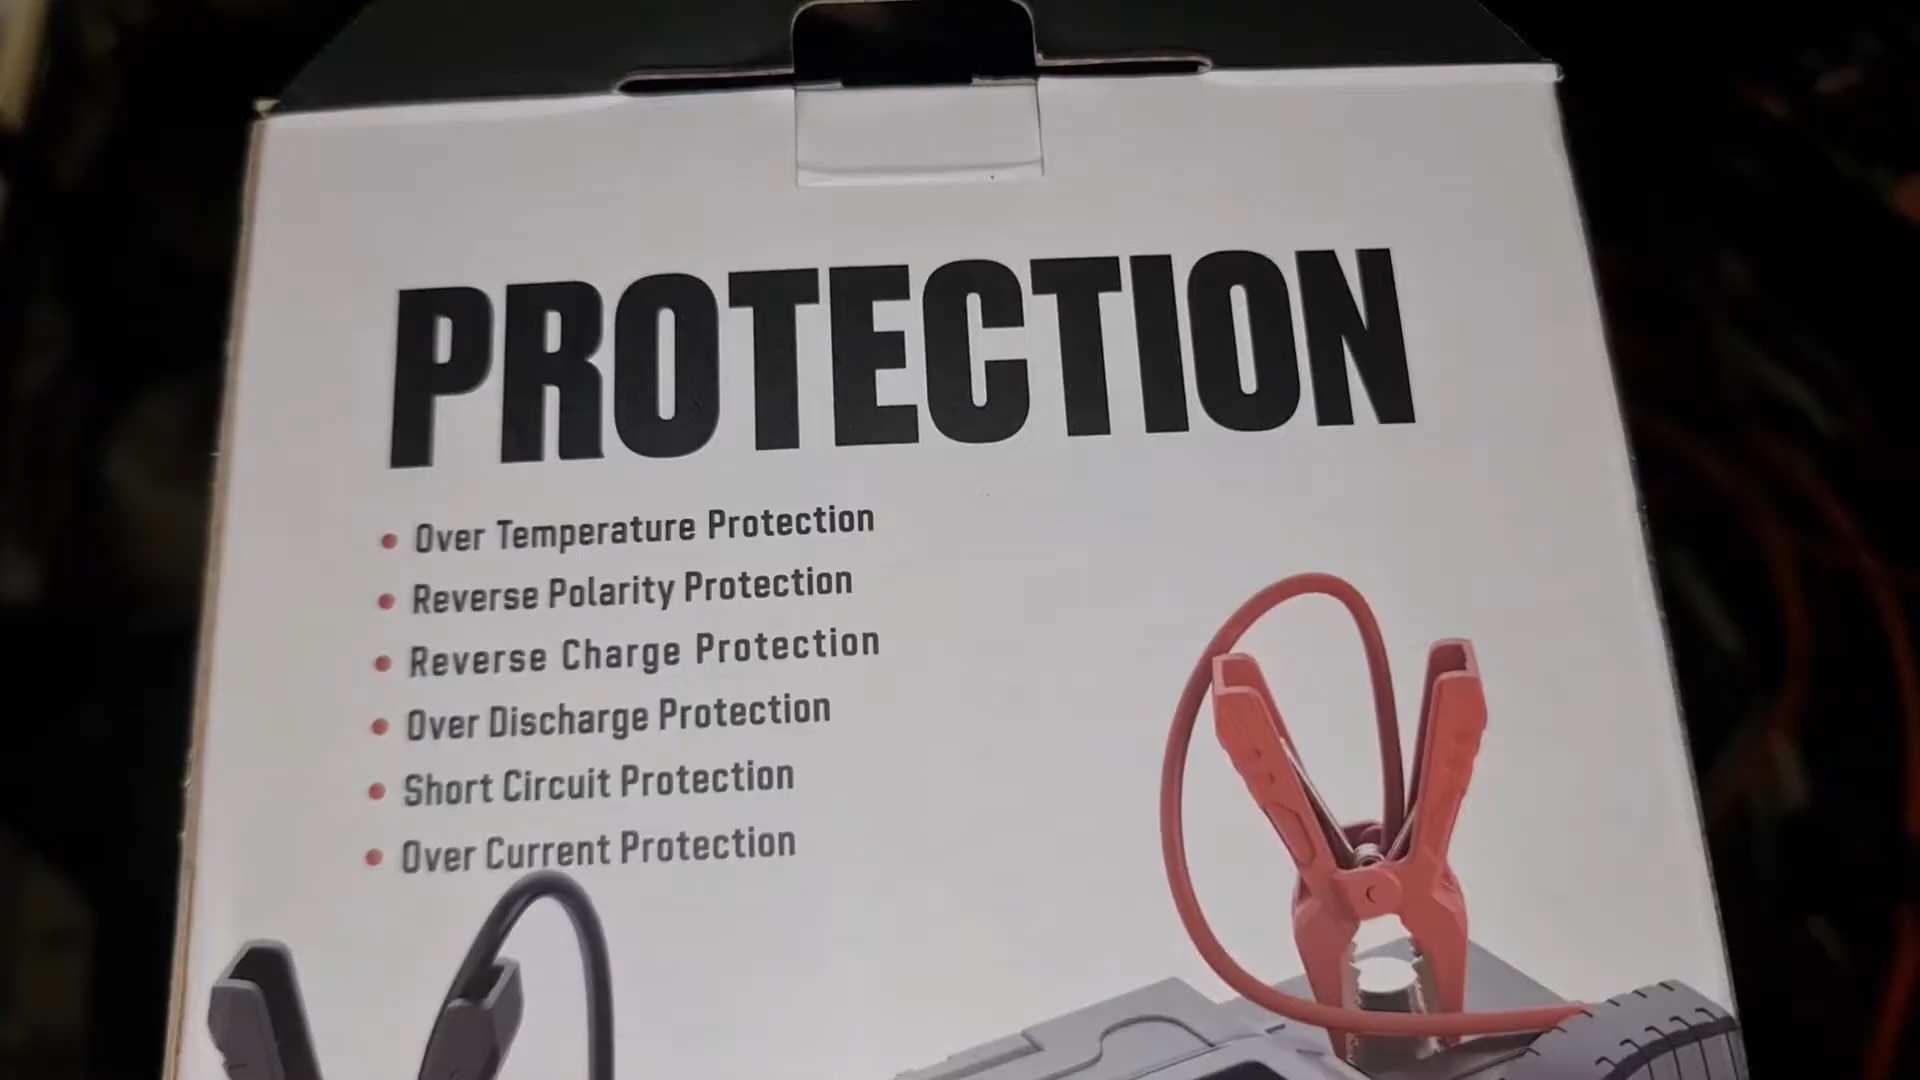 PROTECTION
• Over Temperature Protection
• Reverse Polarity Protection
• Reverse Charge Protection
• Over Discharge Protection
• Short Circuit Protection
• Over Current Protection